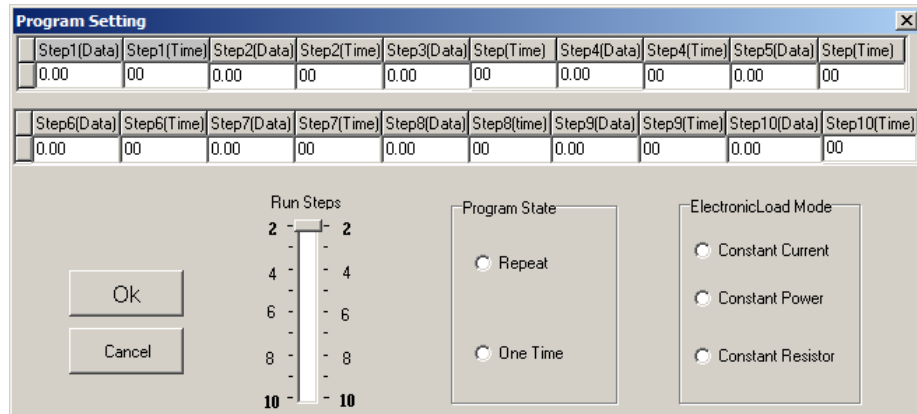 Program Setting
Step1(Data) Step1(Time) Step2(Data) Step2(Time) Step3(Data) Step(Time) Step4(Data) Step4(Time) Step5(Data) Step(Time)
0.00 00 0.00 00 0.00 00 0.00 00 0.00 00
Step6(Data) Step6(Time) Step7(Data) Step7(Time) Step8(Data) Step8(time) Step9(Data) Step9(Time) Step10(Data) Step10(Time)
0.00 00 0.00 00 0.00 00 0.00 00 0.00 00
Run Steps
2 2
4 4
6 6
8 8
10 10
Ok
Cancel
Program State
Repeat
One Time
ElectronicLoad Mode
Constant Current
Constant Power
Constant Resistor